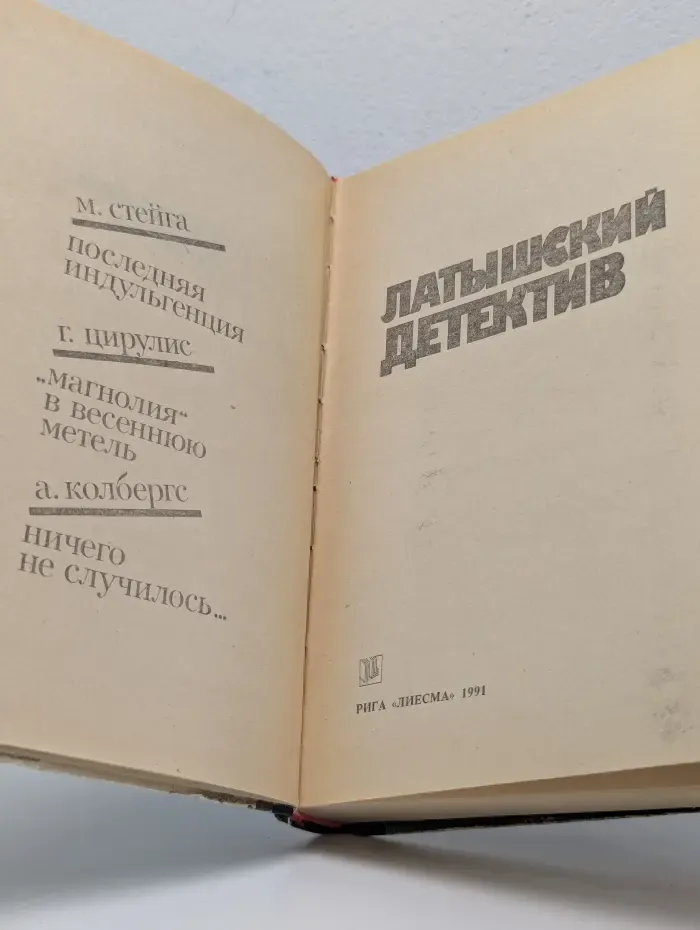 м. стейга
последняя
индульгенция
г. цирулис
„магнолия“
в весеннюю
метель
а. колбергс
ничего
не случилось...
ЛАТЫШСКИЙ
ДЕТЕКТИВ
РИГА «ЛИЕСМА» 1991